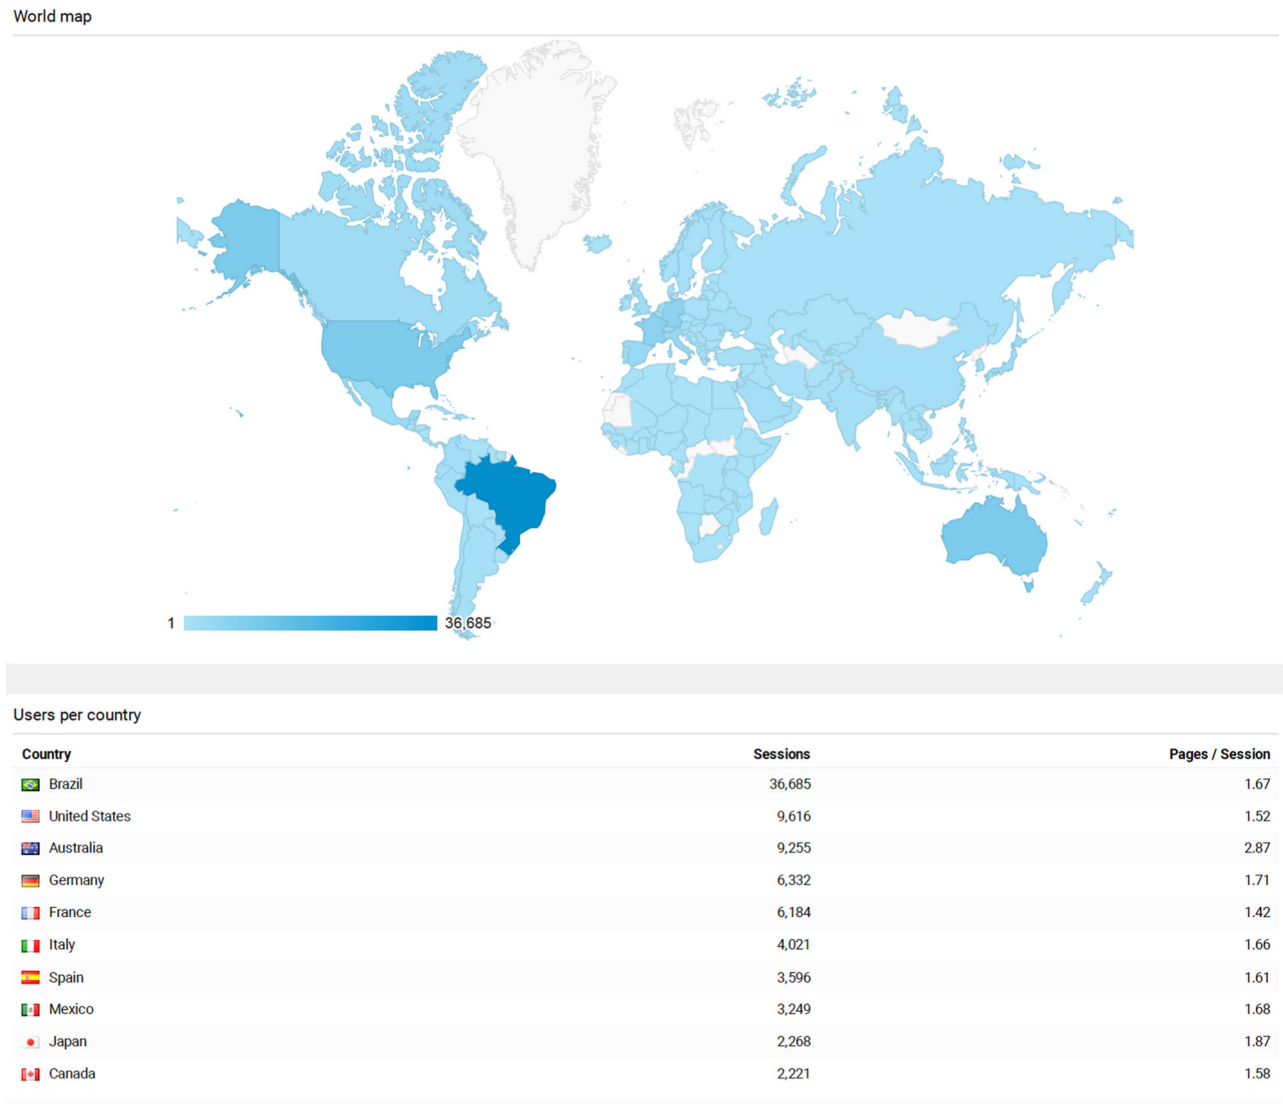 World map
1 36,685
Users per country
Country Sessions Pages / Session
Brazil 36,685 1.67
United States 9,616 1.52
Australia 9,255 2.87
Germany 6,332 1.71
France 6,184 1.42
Italy 4,021 1.66
Spain 3,596 1.61
Mexico 3,249 1.68
Japan 2,268 1.87
Canada 2,221 1.58